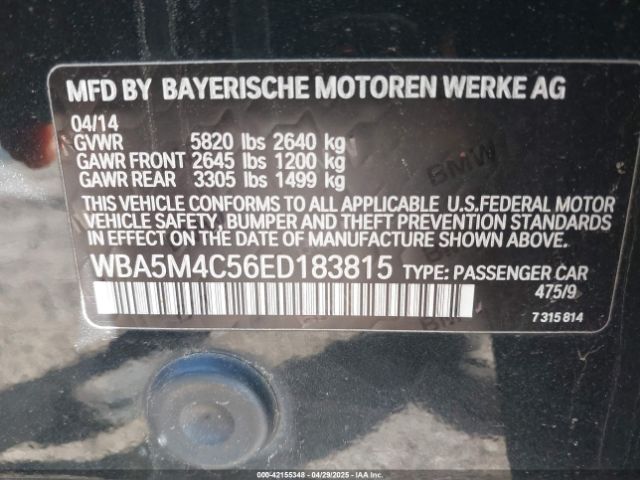 MFD BY BAYERISCHE MOTOREN WERKE AG
04/14
GVWR 5820 lbs 2640 kg
GAWR FRONT 2645 lbs 1200 kg
GAWR REAR 3305 lbs 1499 kg
THIS VEHICLE CONFORMS TO ALL APPLICABLE U.S.FEDERAL MOTOR
VEHICLE SAFETY, BUMPER AND THEFT PREVENTION STANDARDS
IN EFFECT ON THE DATE OF MANUFACTURE SHOWN ABOVE.
WBA5M4C56ED183815 TYPE: PASSENGER CAR
475/9
7 315 814
BMW
BMW
000-42155348 - 04/29/2025 - IAA Inc.